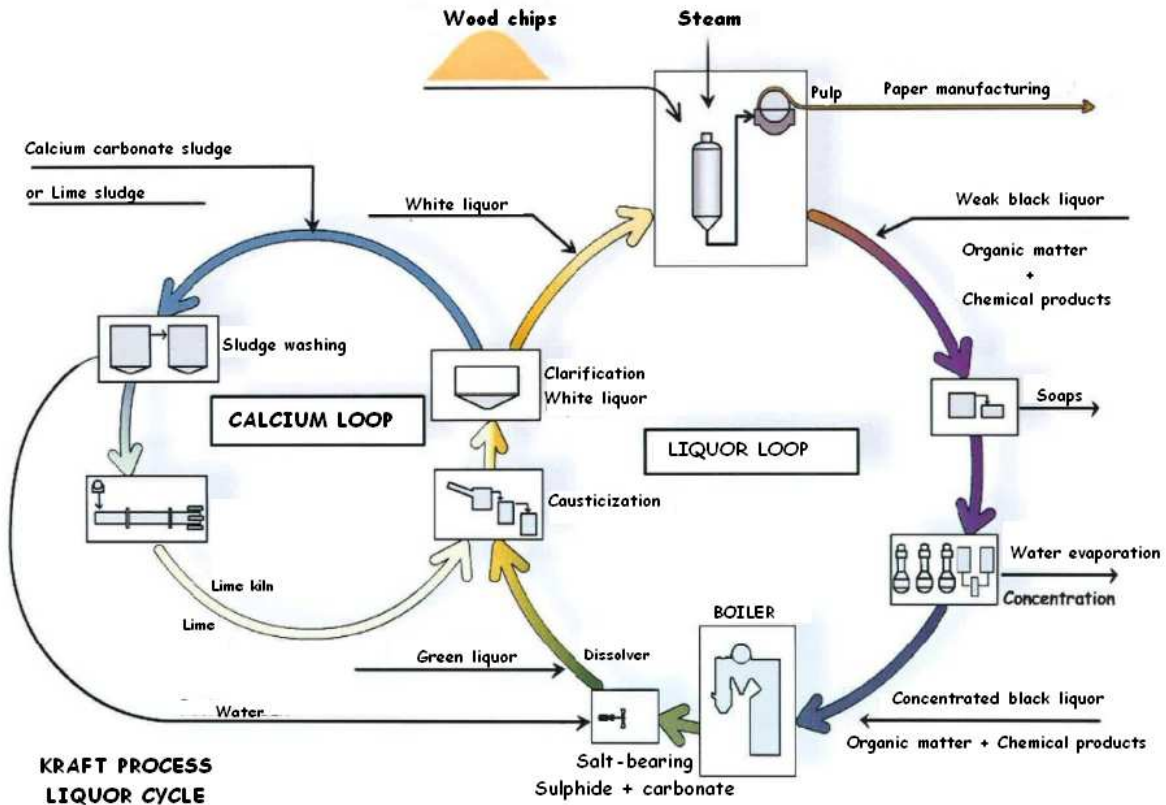 Wood chips
Steam
Pulp
Paper manufacturing
Calcium carbonate sludge
or Lime sludge
White liquor
Weak black liquor
Organic matter
+
Chemical products
Sludge washing
Clarification
White liquor
Soaps
CALCIUM LOOP
LIQUOR LOOP
Causticization
Water evaporation
Concentration
Lime kiln
Lime
BOILER
Green liquor
Dissolver
Concentrated black liquor
Organic matter + Chemical products
Water
Salt-bearing
Sulphide + carbonate
KRAFT PROCESS
LIQUOR CYCLE